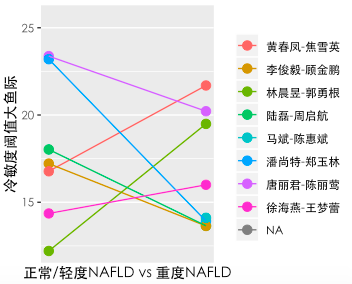 冷敏度阈值大鱼际
25
20
15
正常/轻度NAFLD vs 重度NAFLD
黄春凤-焦雪英
李俊毅-顾金鹏
林晨昱-郭勇根
陆磊-周启航
马斌-陈惠斌
潘尚特-郑玉林
唐丽君-陈丽莺
徐海燕-王梦蕾
NA